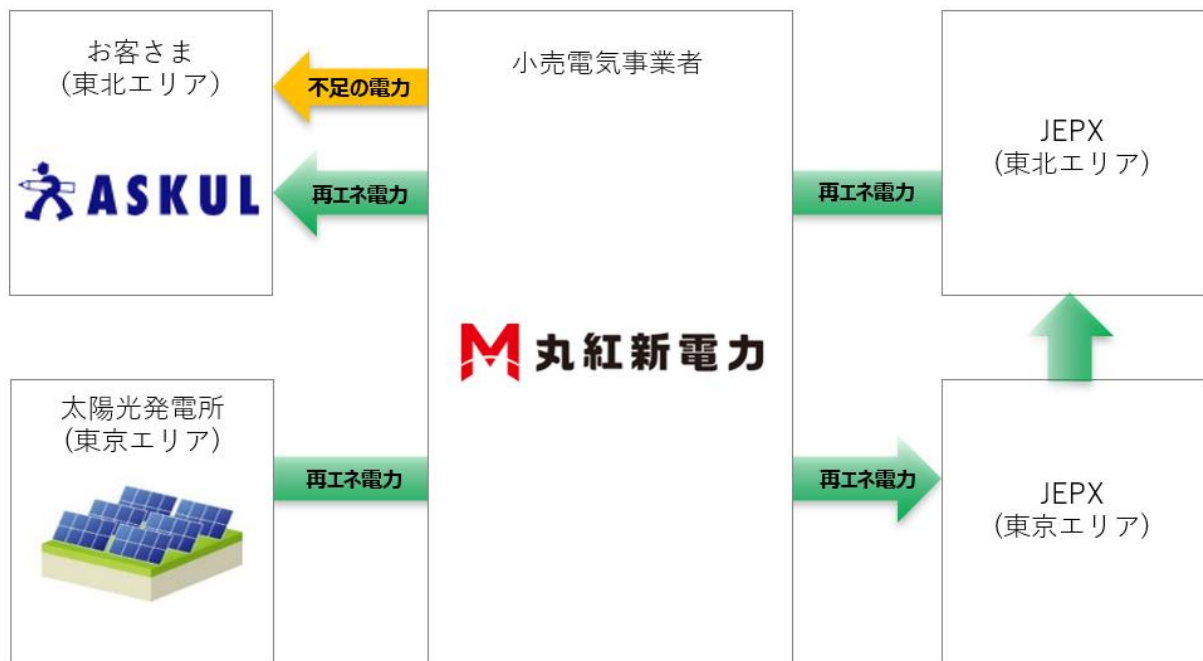 お客さま
(東北エリア)
ASKUL
不足の電力
再エネ電力
小売電気事業者
丸紅新電力
再エネ電力
JEPX
(東北エリア)
太陽光発電所
(東京エリア)
再エネ電力
再エネ電力
JEPX
(東京エリア)